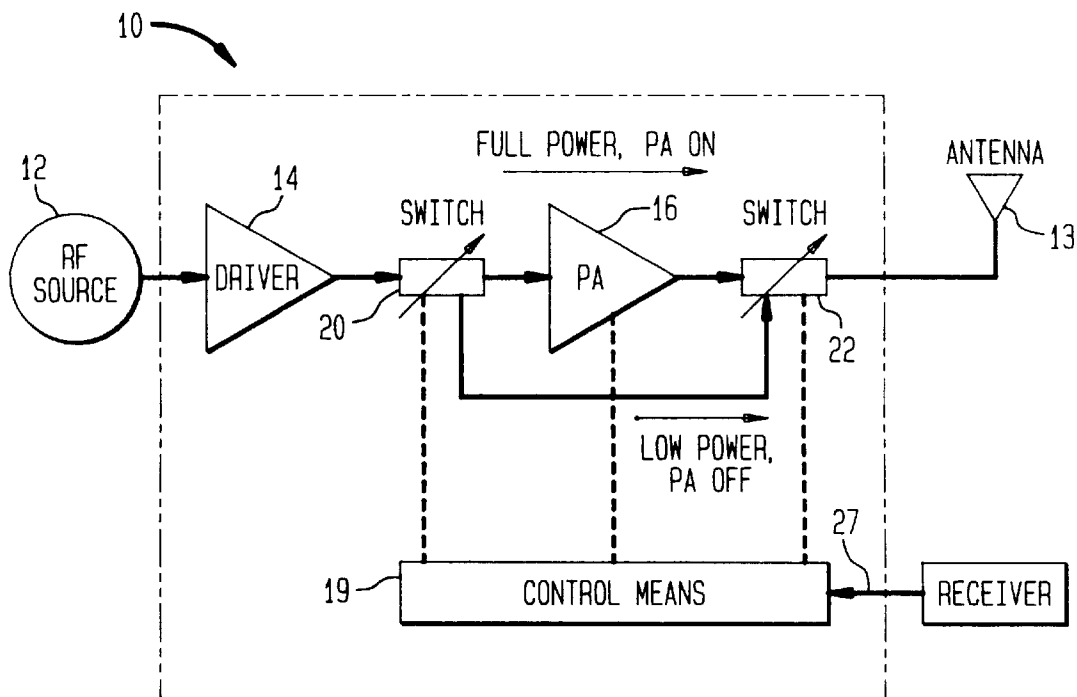 10
FULL POWER, PA ON
ANTENNA
12
14
SWITCH
16
SWITCH
13
RF
SOURCE
DRIVER
PA
20
22
LOW POWER,
PA OFF
27
19
CONTROL MEANS
RECEIVER